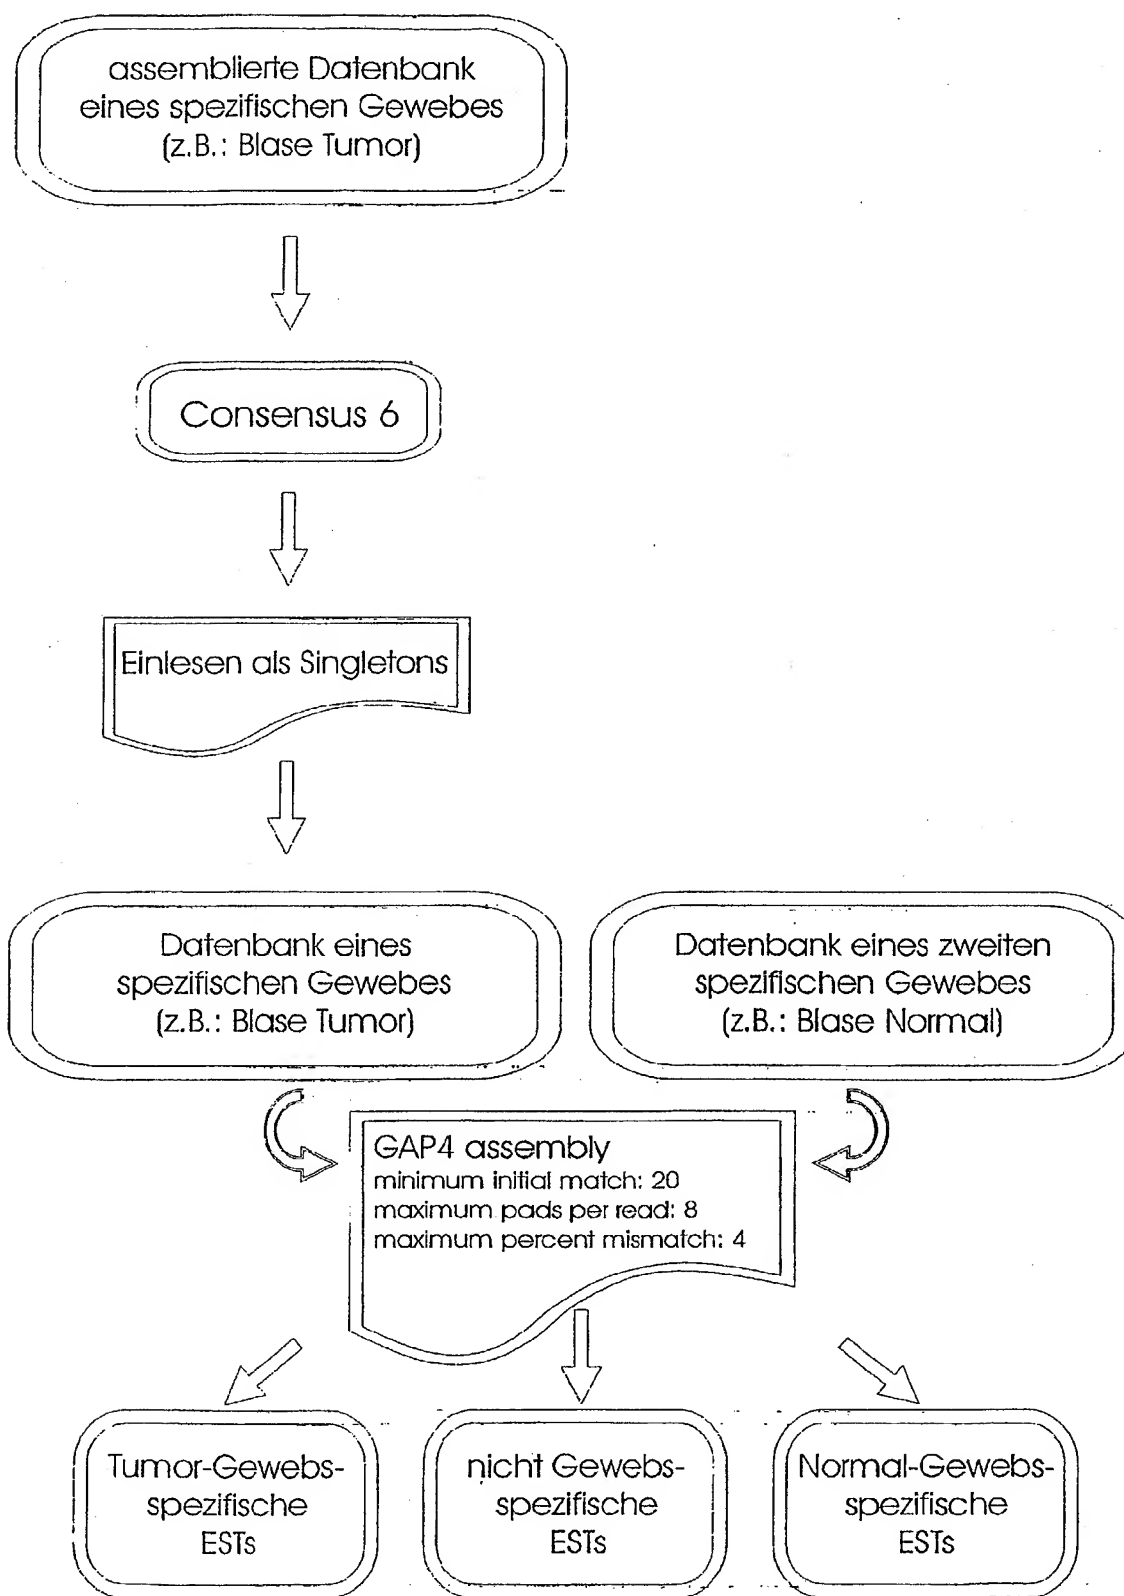 assemblierte Datenbank
eines spezifischen Gewebes
(z.B.: Blase Tumor)
Consensus 6
Einlesen als Singletons
Datenbank eines
spezifischen Gewebes
(z.B.: Blase Tumor)
Datenbank eines zweiten
spezifischen Gewebes
(z.B.: Blase Normal)
GAP4 assembly
minimum initial match: 20
maximum pads per read: 8
maximum percent mismatch: 4
Tumor-Gewebs-
spezifische
ESTs
nicht Gewebs-
spezifische
ESTs
Normal-Gewebs-
spezifische
ESTs